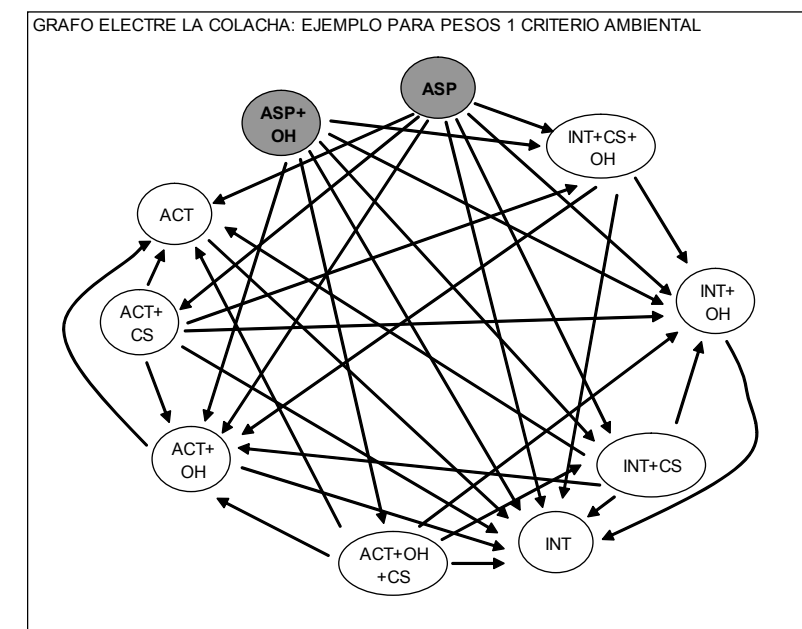 GRAFO ELECTRE LA COLACHA: EJEMPLO PARA PESOS 1 CRITERIO AMBIENTAL
ASP
ASP+
OH
INT+CS+
OH
ACT
INT+
OH
ACT+
CS
ACT+
OH
INT+CS
INT
ACT+OH
+CS